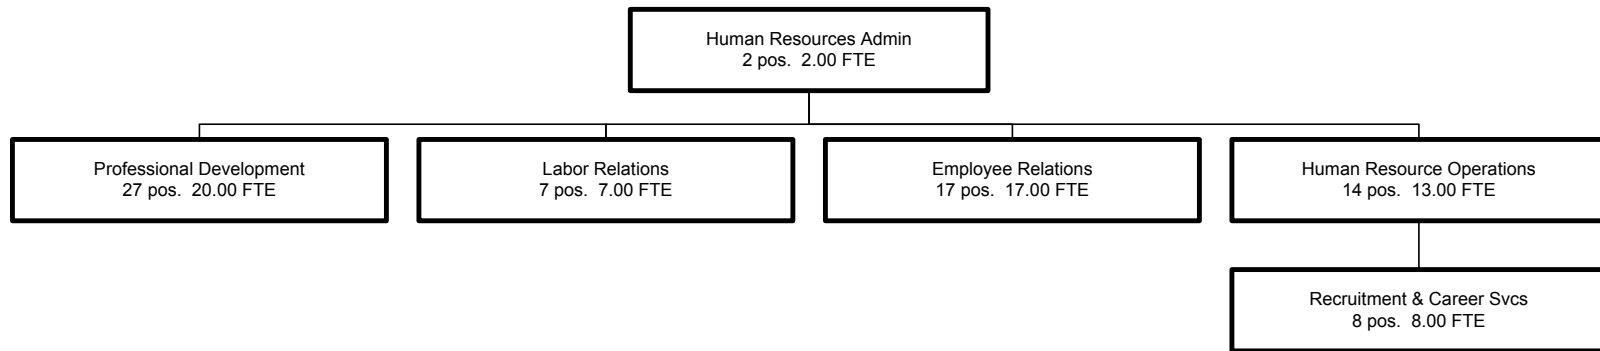 Human Resources Admin
2 pos.  2.00 FTE
Professional Development
27 pos.  20.00 FTE
Labor Relations
7 pos.  7.00 FTE
Employee Relations
17 pos.  17.00 FTE
Human Resource Operations
14 pos.  13.00 FTE
Recruitment & Career Svcs
8 pos.  8.00 FTE